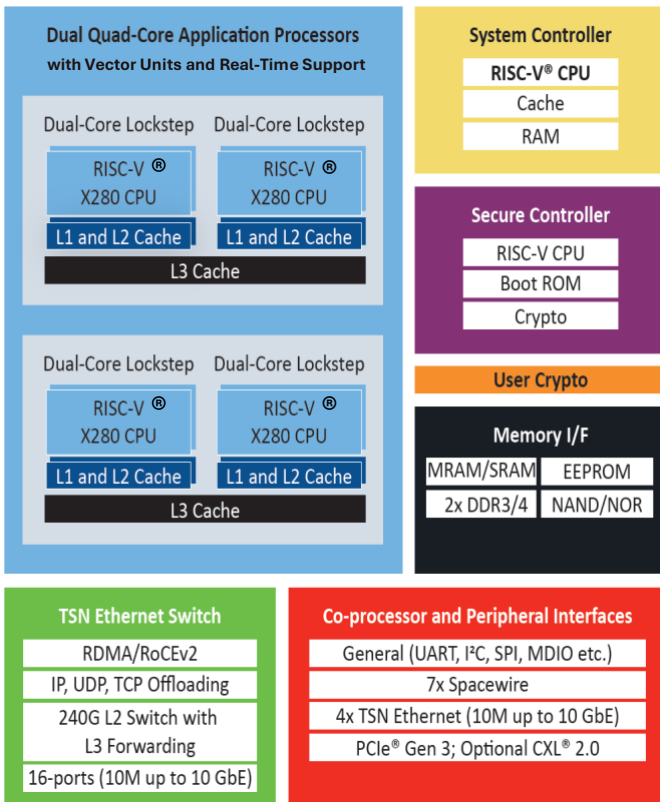 Dual Quad-Core Application Processors
with Vector Units and Real-Time Support
Dual-Core Lockstep
RISC-V ®
X280 CPU
L1 and L2 Cache
Dual-Core Lockstep
RISC-V ®
X280 CPU
L1 and L2 Cache
L3 Cache
Dual-Core Lockstep
RISC-V ®
X280 CPU
L1 and L2 Cache
Dual-Core Lockstep
RISC-V ®
X280 CPU
L1 and L2 Cache
L3 Cache
System Controller
RISC-V® CPU
Cache
RAM
Secure Controller
RISC-V CPU
Boot ROM
Crypto
User Crypto
Memory I/F
MRAM/SRAM
EEPROM
2x DDR3/4
NAND/NOR
TSN Ethernet Switch
RDMA/RoCEv2
IP, UDP, TCP Offloading
240G L2 Switch with
L3 Forwarding
16-ports (10M up to 10 GbE)
Co-processor and Peripheral Interfaces
General (UART, I²C, SPI, MDIO etc.)
7x Spacewire
4x TSN Ethernet (10M up to 10 GbE)
PCIe® Gen 3; Optional CXL® 2.0